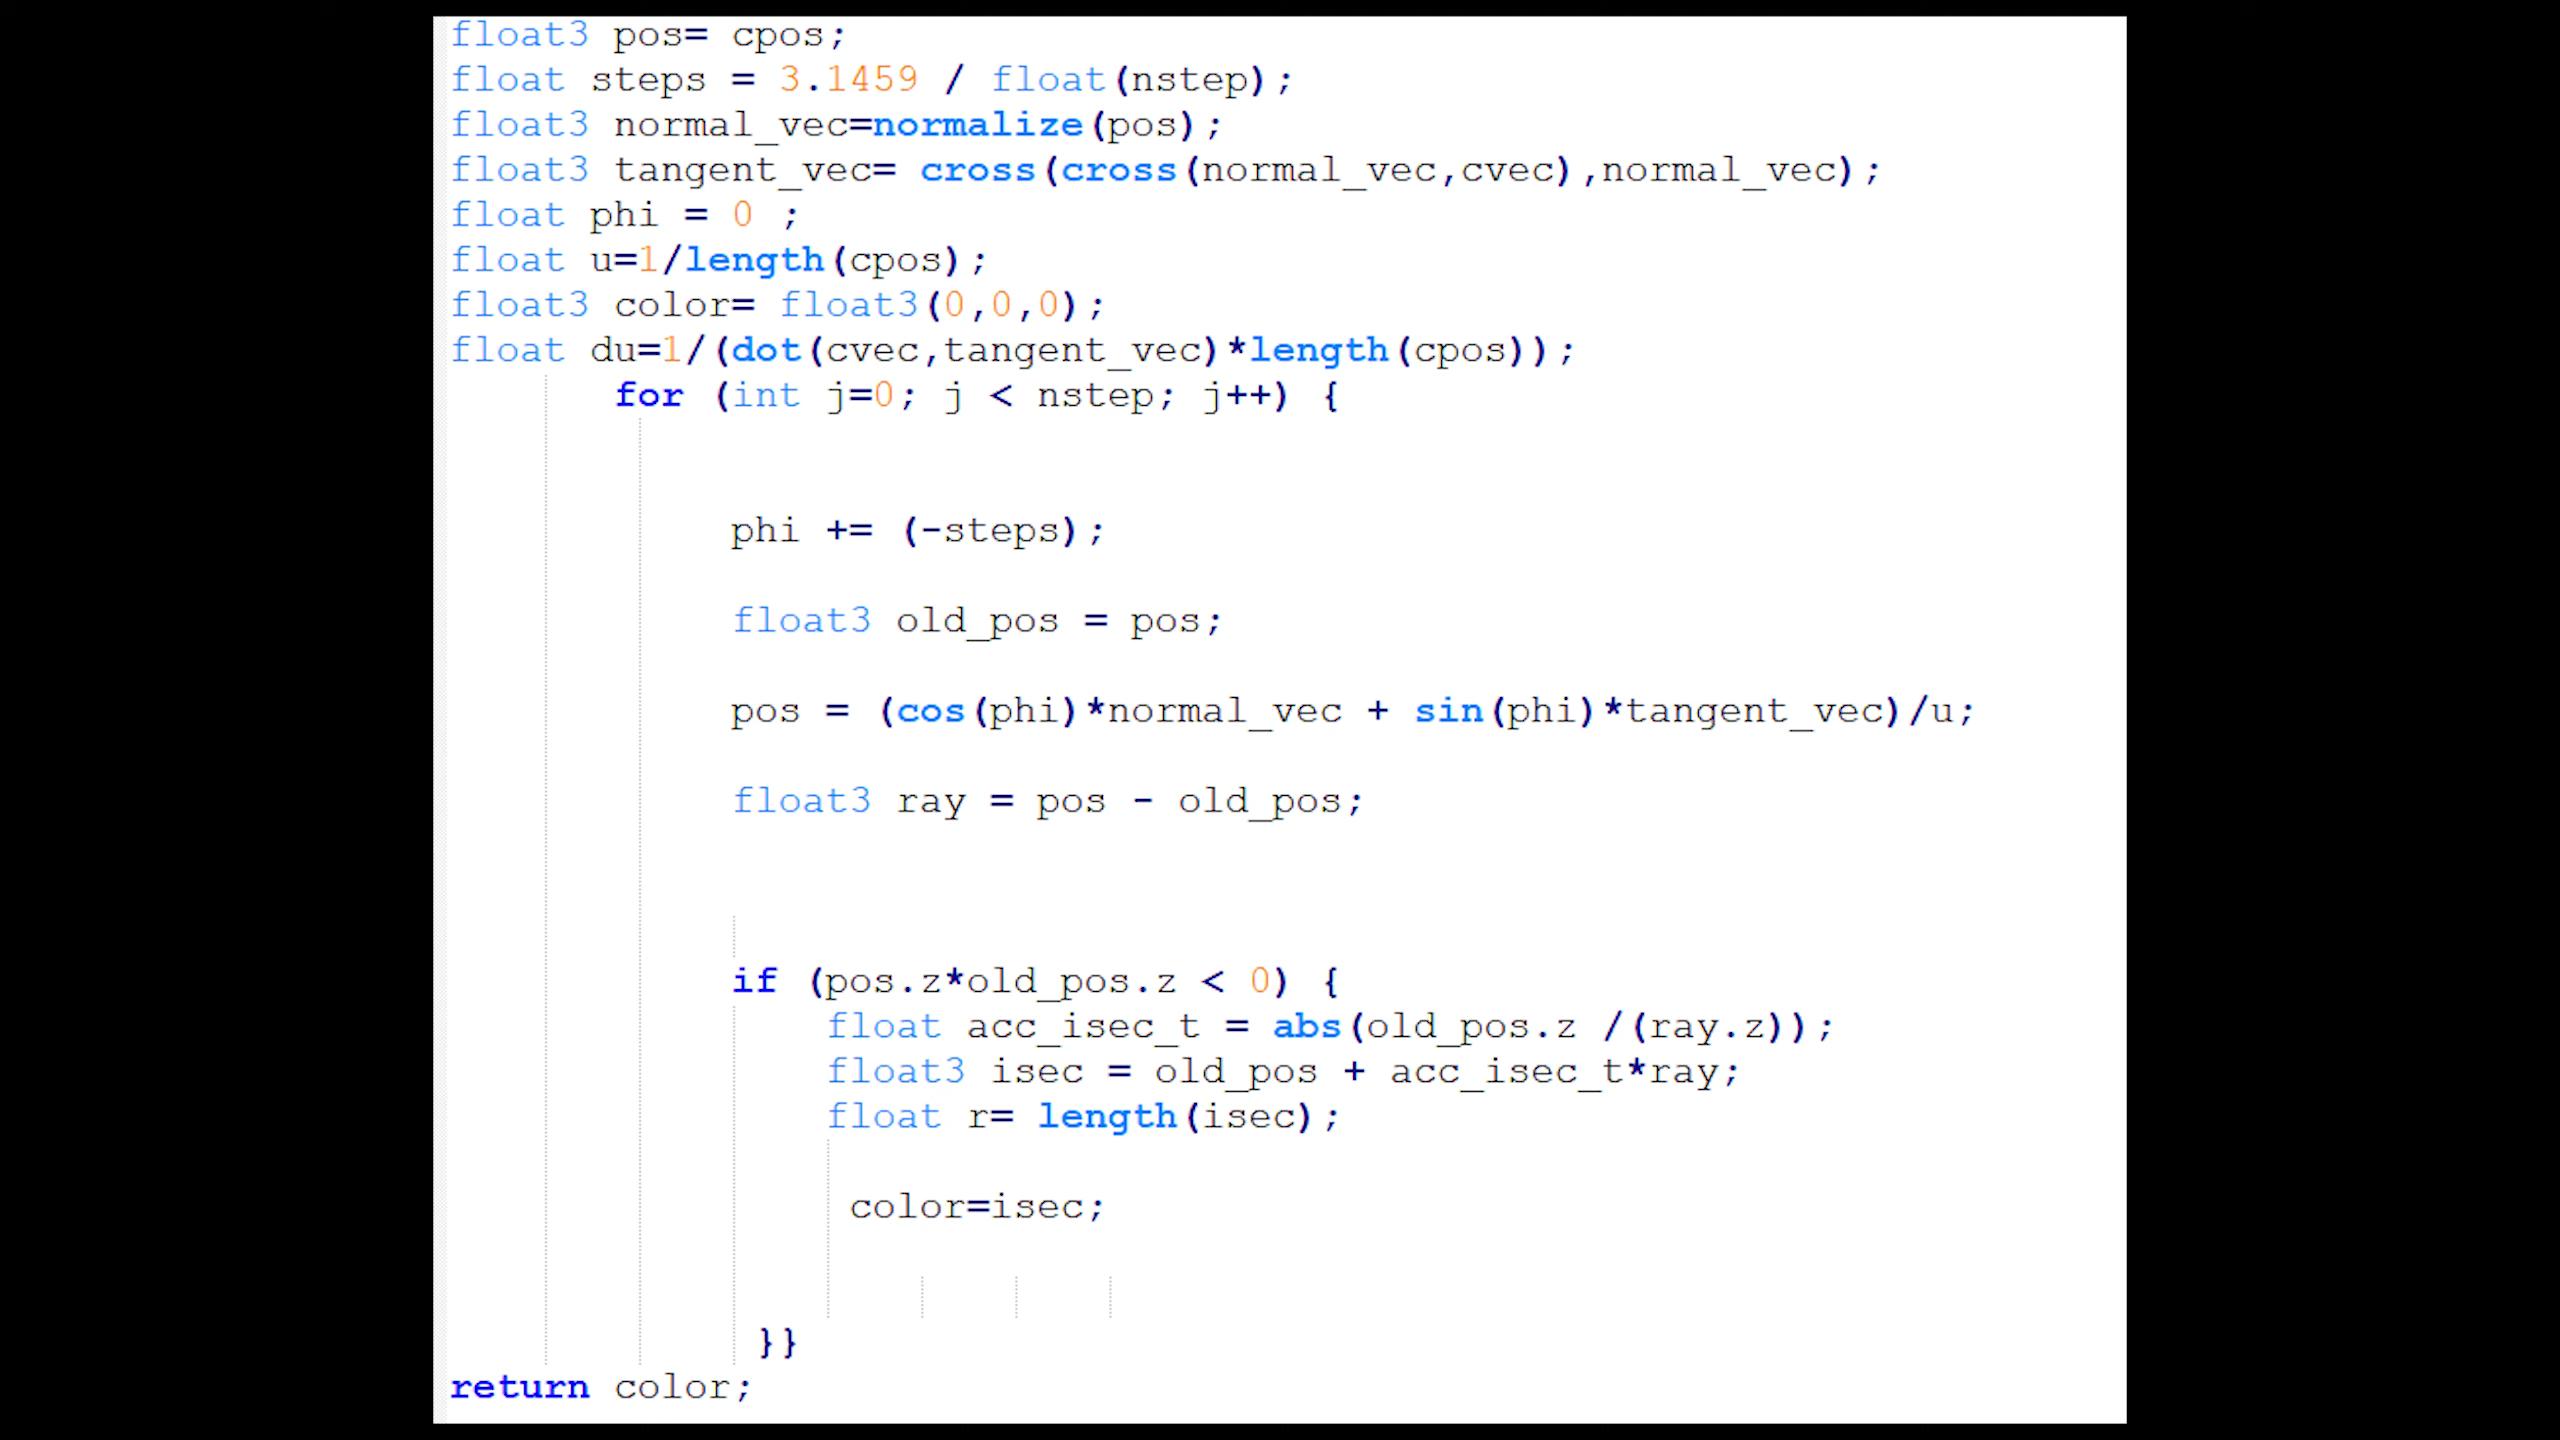 float3 pos= cpos;
float steps = 3.1459 / float(nstep);
float3 normal_vec=normalize(pos);
float3 tangent_vec= cross(cross(normal_vec,cvec),normal_vec);
float phi = 0 ;
float u=1/length(cpos);
float3 color= float3(0,0,0);
float du=1/(dot(cvec,tangent_vec)*length(cpos));
for (int j=0; j < nstep; j++) {
phi += (-steps);
float3 old_pos = pos;
pos = (cos(phi)*normal_vec + sin(phi)*tangent_vec)/u;
float3 ray = pos - old_pos;
if (pos.z*old_pos.z < 0) {
float acc_isec_t = abs(old_pos.z /(ray.z));
float3 isec = old_pos + acc_isec_t*ray;
float r= length(isec);
color=isec;
}}
return color;